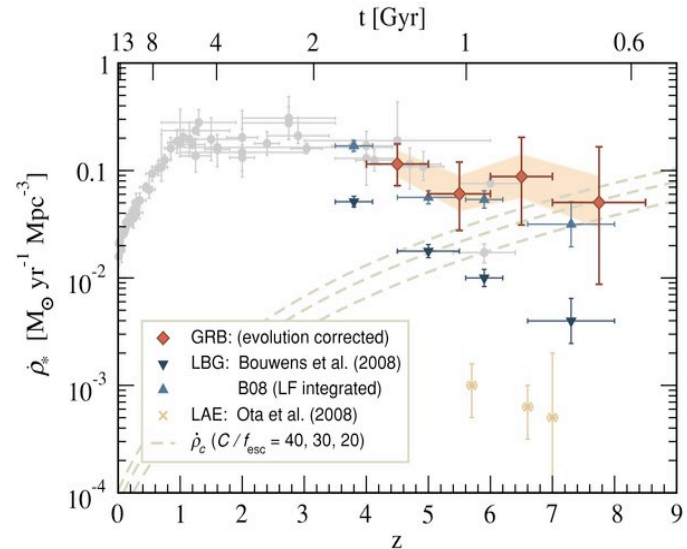 t [Gyr]
13 8 4 2 1 0.6
1
0.1
10⁻²
10⁻³
10⁻⁴
ρ̇* [M⊙ yr⁻¹ Mpc⁻³]
GRB: (evolution corrected)
LBG: Bouwens et al. (2008)
B08 (LF integrated)
LAE: Ota et al. (2008)
ρ̇c (C / fesc = 40, 30, 20)
0 1 2 3 4 5 6 7 8 9
z